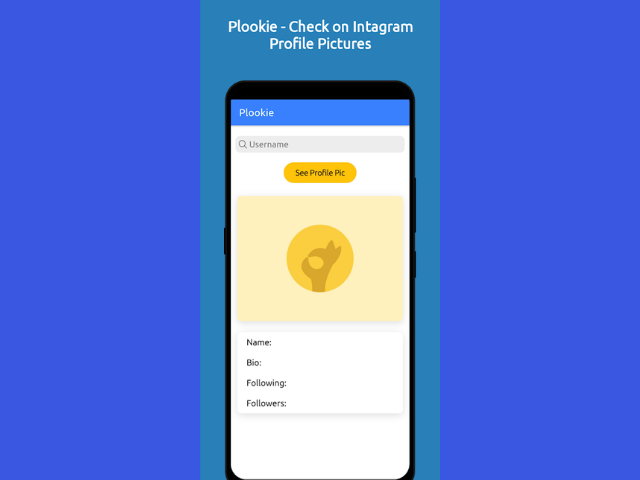 Plookie - Check on Intagram
Profile Pictures
Plookie
Username
See Profile Pic
Name:
Bio:
Following:
Followers: